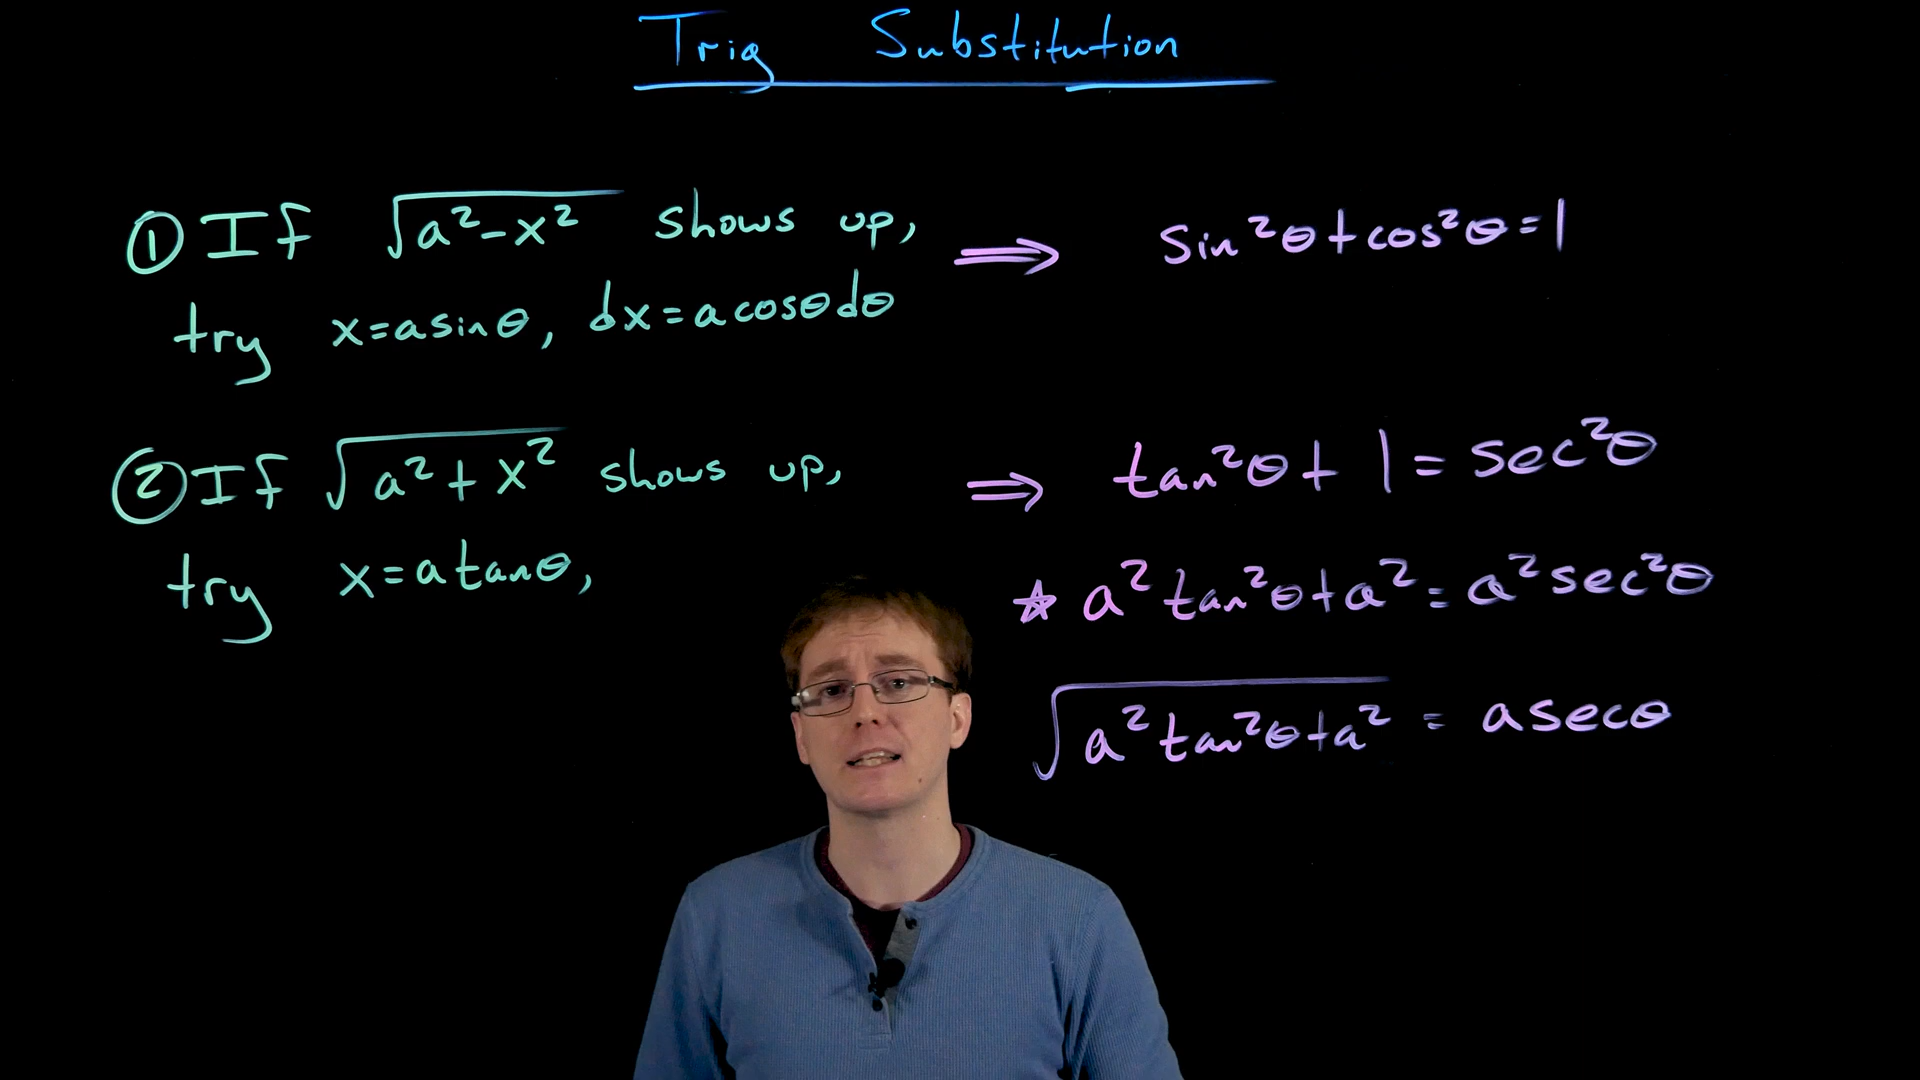 Trig Substitution
① If √(a²-x²) shows up, ⟹ sin²θ+cos²θ=1
try x=asinθ, dx=acosθdθ
② If √(a²+x²) shows up, ⟹ tan²θ+1=sec²θ
try x=atanθ, ☆ a²tan²θ+a²=a²sec²θ
√(a²tan²θ+a²) = asecθ